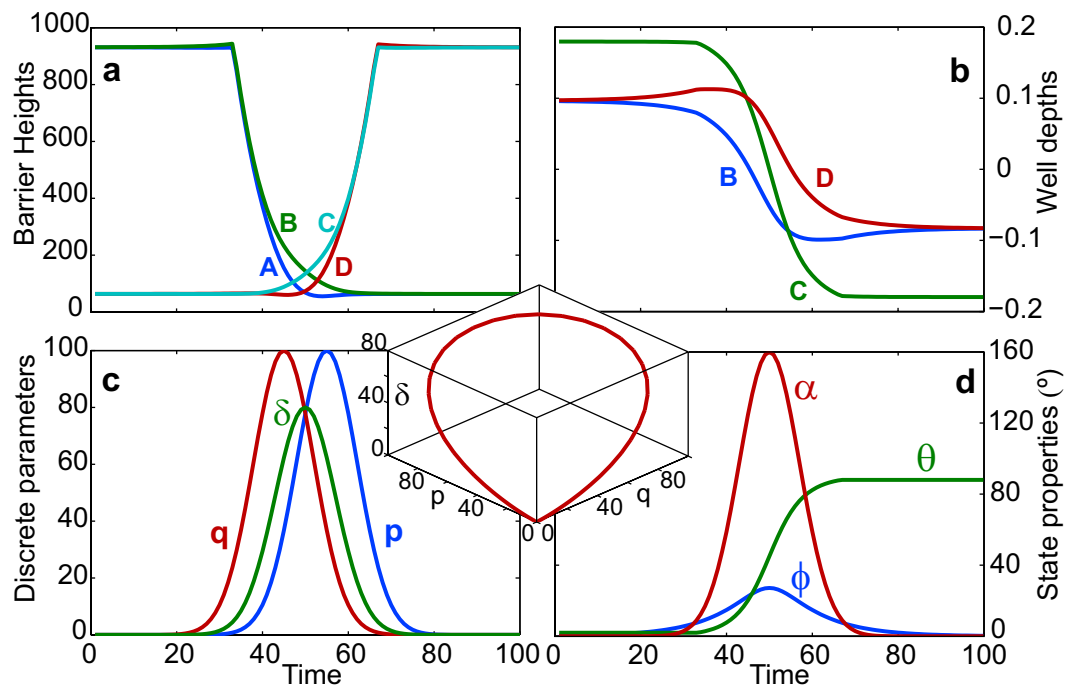 1000
800
600
400
200
0
Barrier Heights
a
B
A
C
D
0.2
0.1
0
−0.1
−0.2
Well depths
b
B
D
C
100
80
60
40
20
0
Discrete parameters
c
q
δ
p
0 20 40 60 80 100
Time
80
40
0
δ
80
p
40
0
0
40
q
80
160
120
80
40
0
State properties (º)
d
α
θ
ϕ
0 20 40 60 80 100
Time